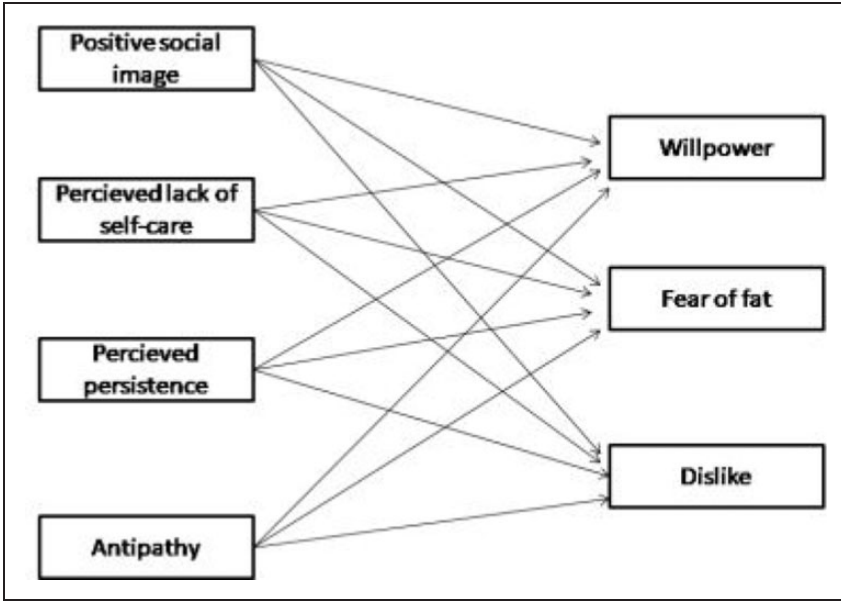 Positive social
image
Percieved lack of
self-care
Percieved
persistence
Antipathy
Willpower
Fear of fat
Dislike